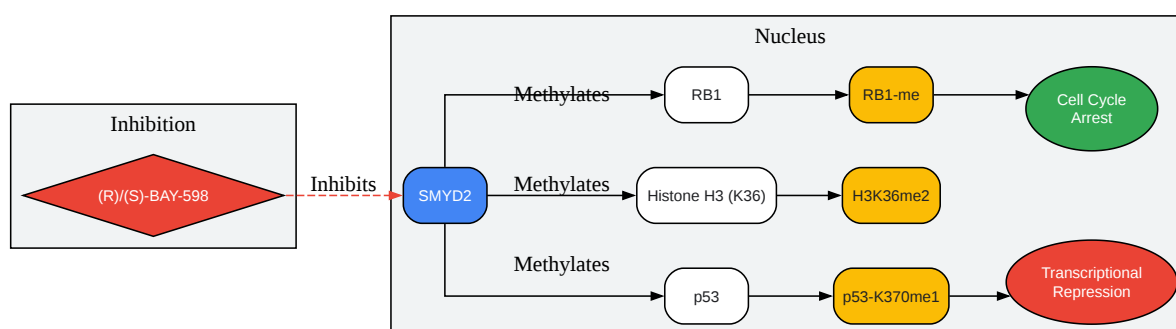 Nucleus
Methylates
RB1
RB1-me
Cell Cycle
Arrest
Inhibition
(R)/(S)-BAY-598
Inhibits
SMYD2
Methylates
Histone H3 (K36)
H3K36me2
Methylates
p53
p53-K370me1
Transcriptional
Repression